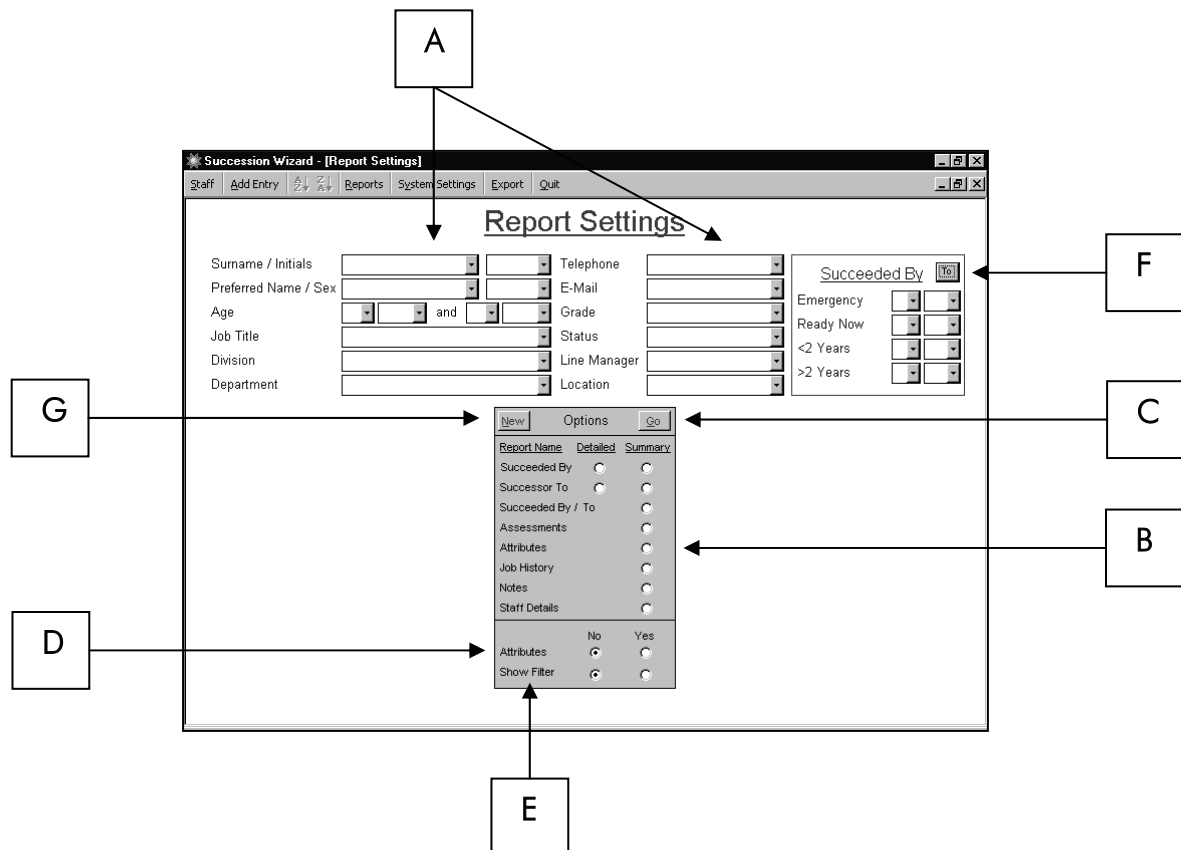 A
Succession Wizard - [Report Settings]
Staff Add Entry A Z Z A Reports System Settings Export Quit
Report Settings
Surname / Initials Telephone
Preferred Name / Sex E-Mail
Age and Grade
Job Title Status
Division Line Manager
Department Location
Succeeded By To
Emergency
Ready Now
<2 Years
>2 Years
F
G
C
New Options Go
Report Name Detailed Summary
Succeeded By
Successor To
Succeeded By / To
Assessments
Attributes
Job History
Notes
Staff Details
B
D
No Yes
Attributes
Show Filter
E